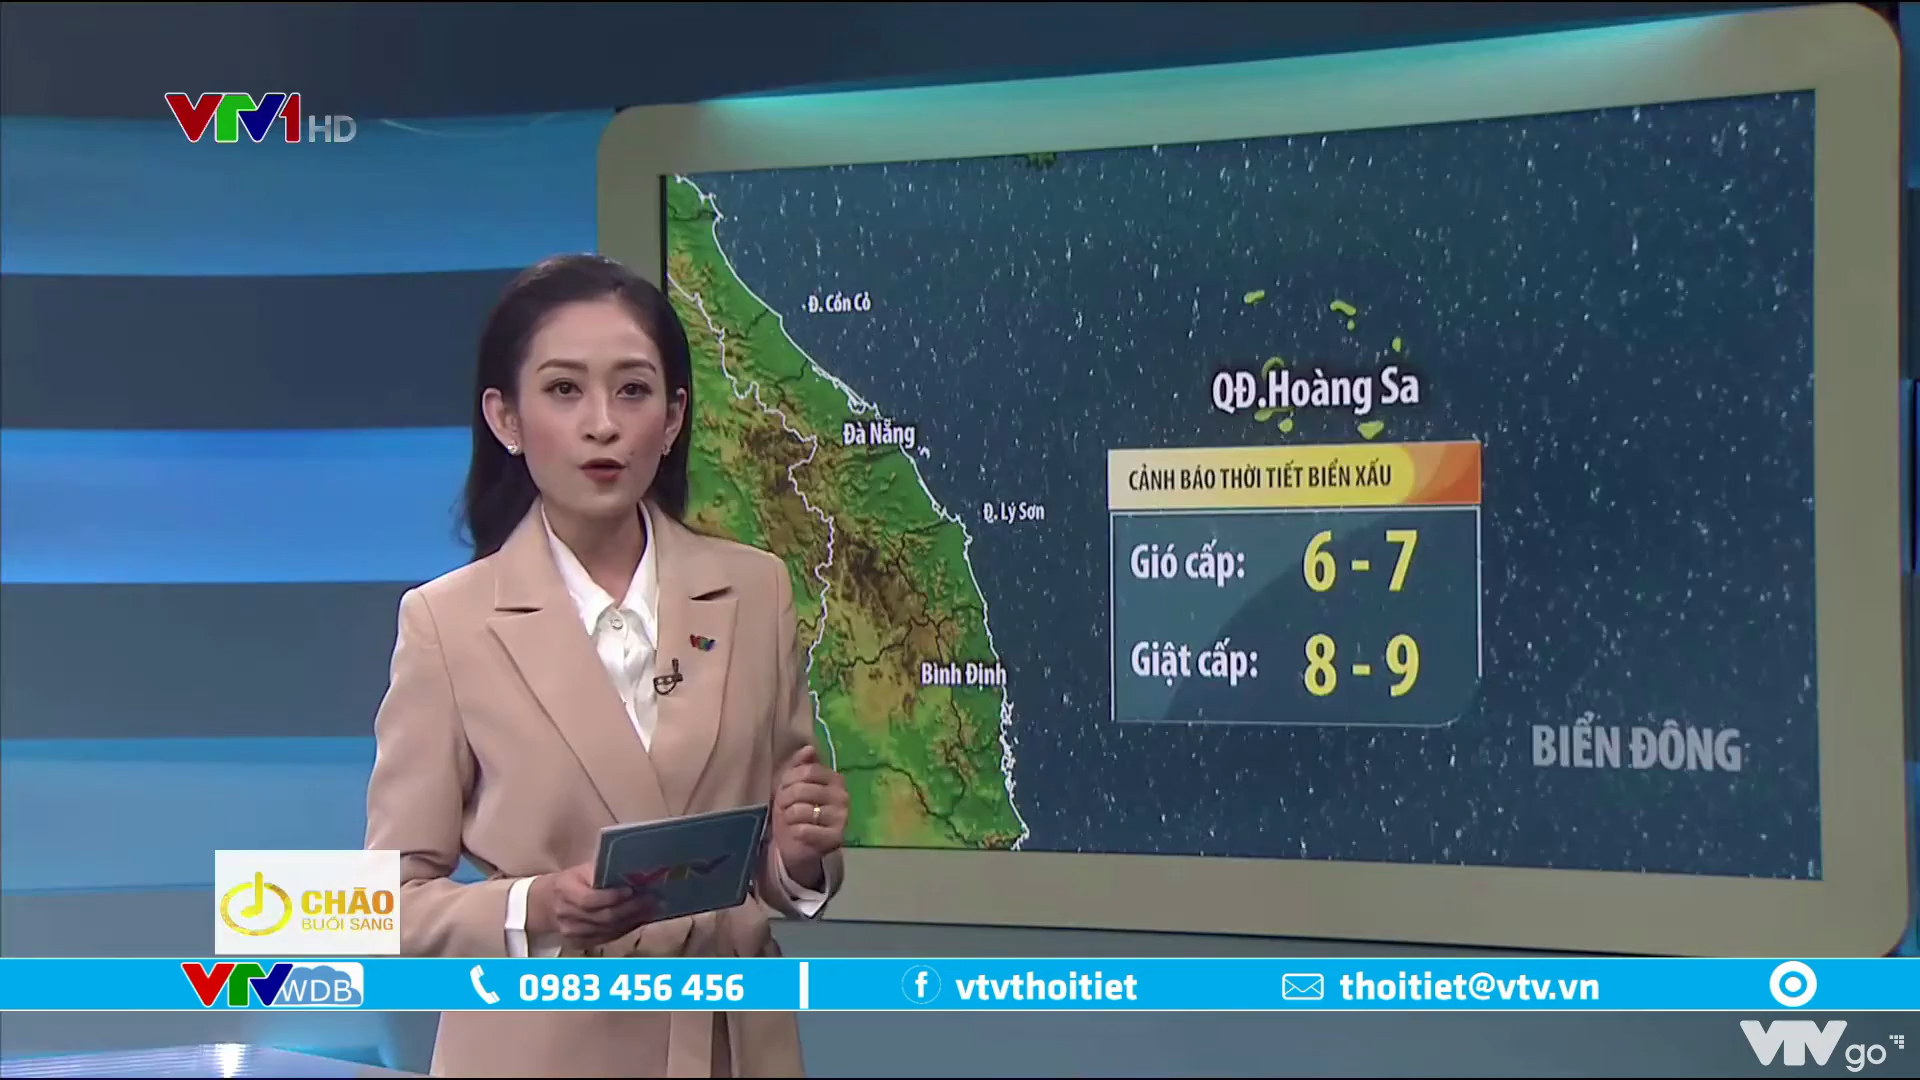 VTV1 HD
Đ. Cồn Cỏ
QĐ.Hoàng Sa
Đà Nẵng
CẢNH BÁO THỜI TIẾT BIỂN XẤU
Đ. Lý Sơn
Gió cấp: 6 - 7
Giật cấp: 8 - 9
Bình Định
BIỂN ĐÔNG
VTV
VTV
CHÀO
BUỔI SÁNG
VTV WDB 0983 456 456 f vtvthoitiet thoitiet@vtv.vn
VTV go